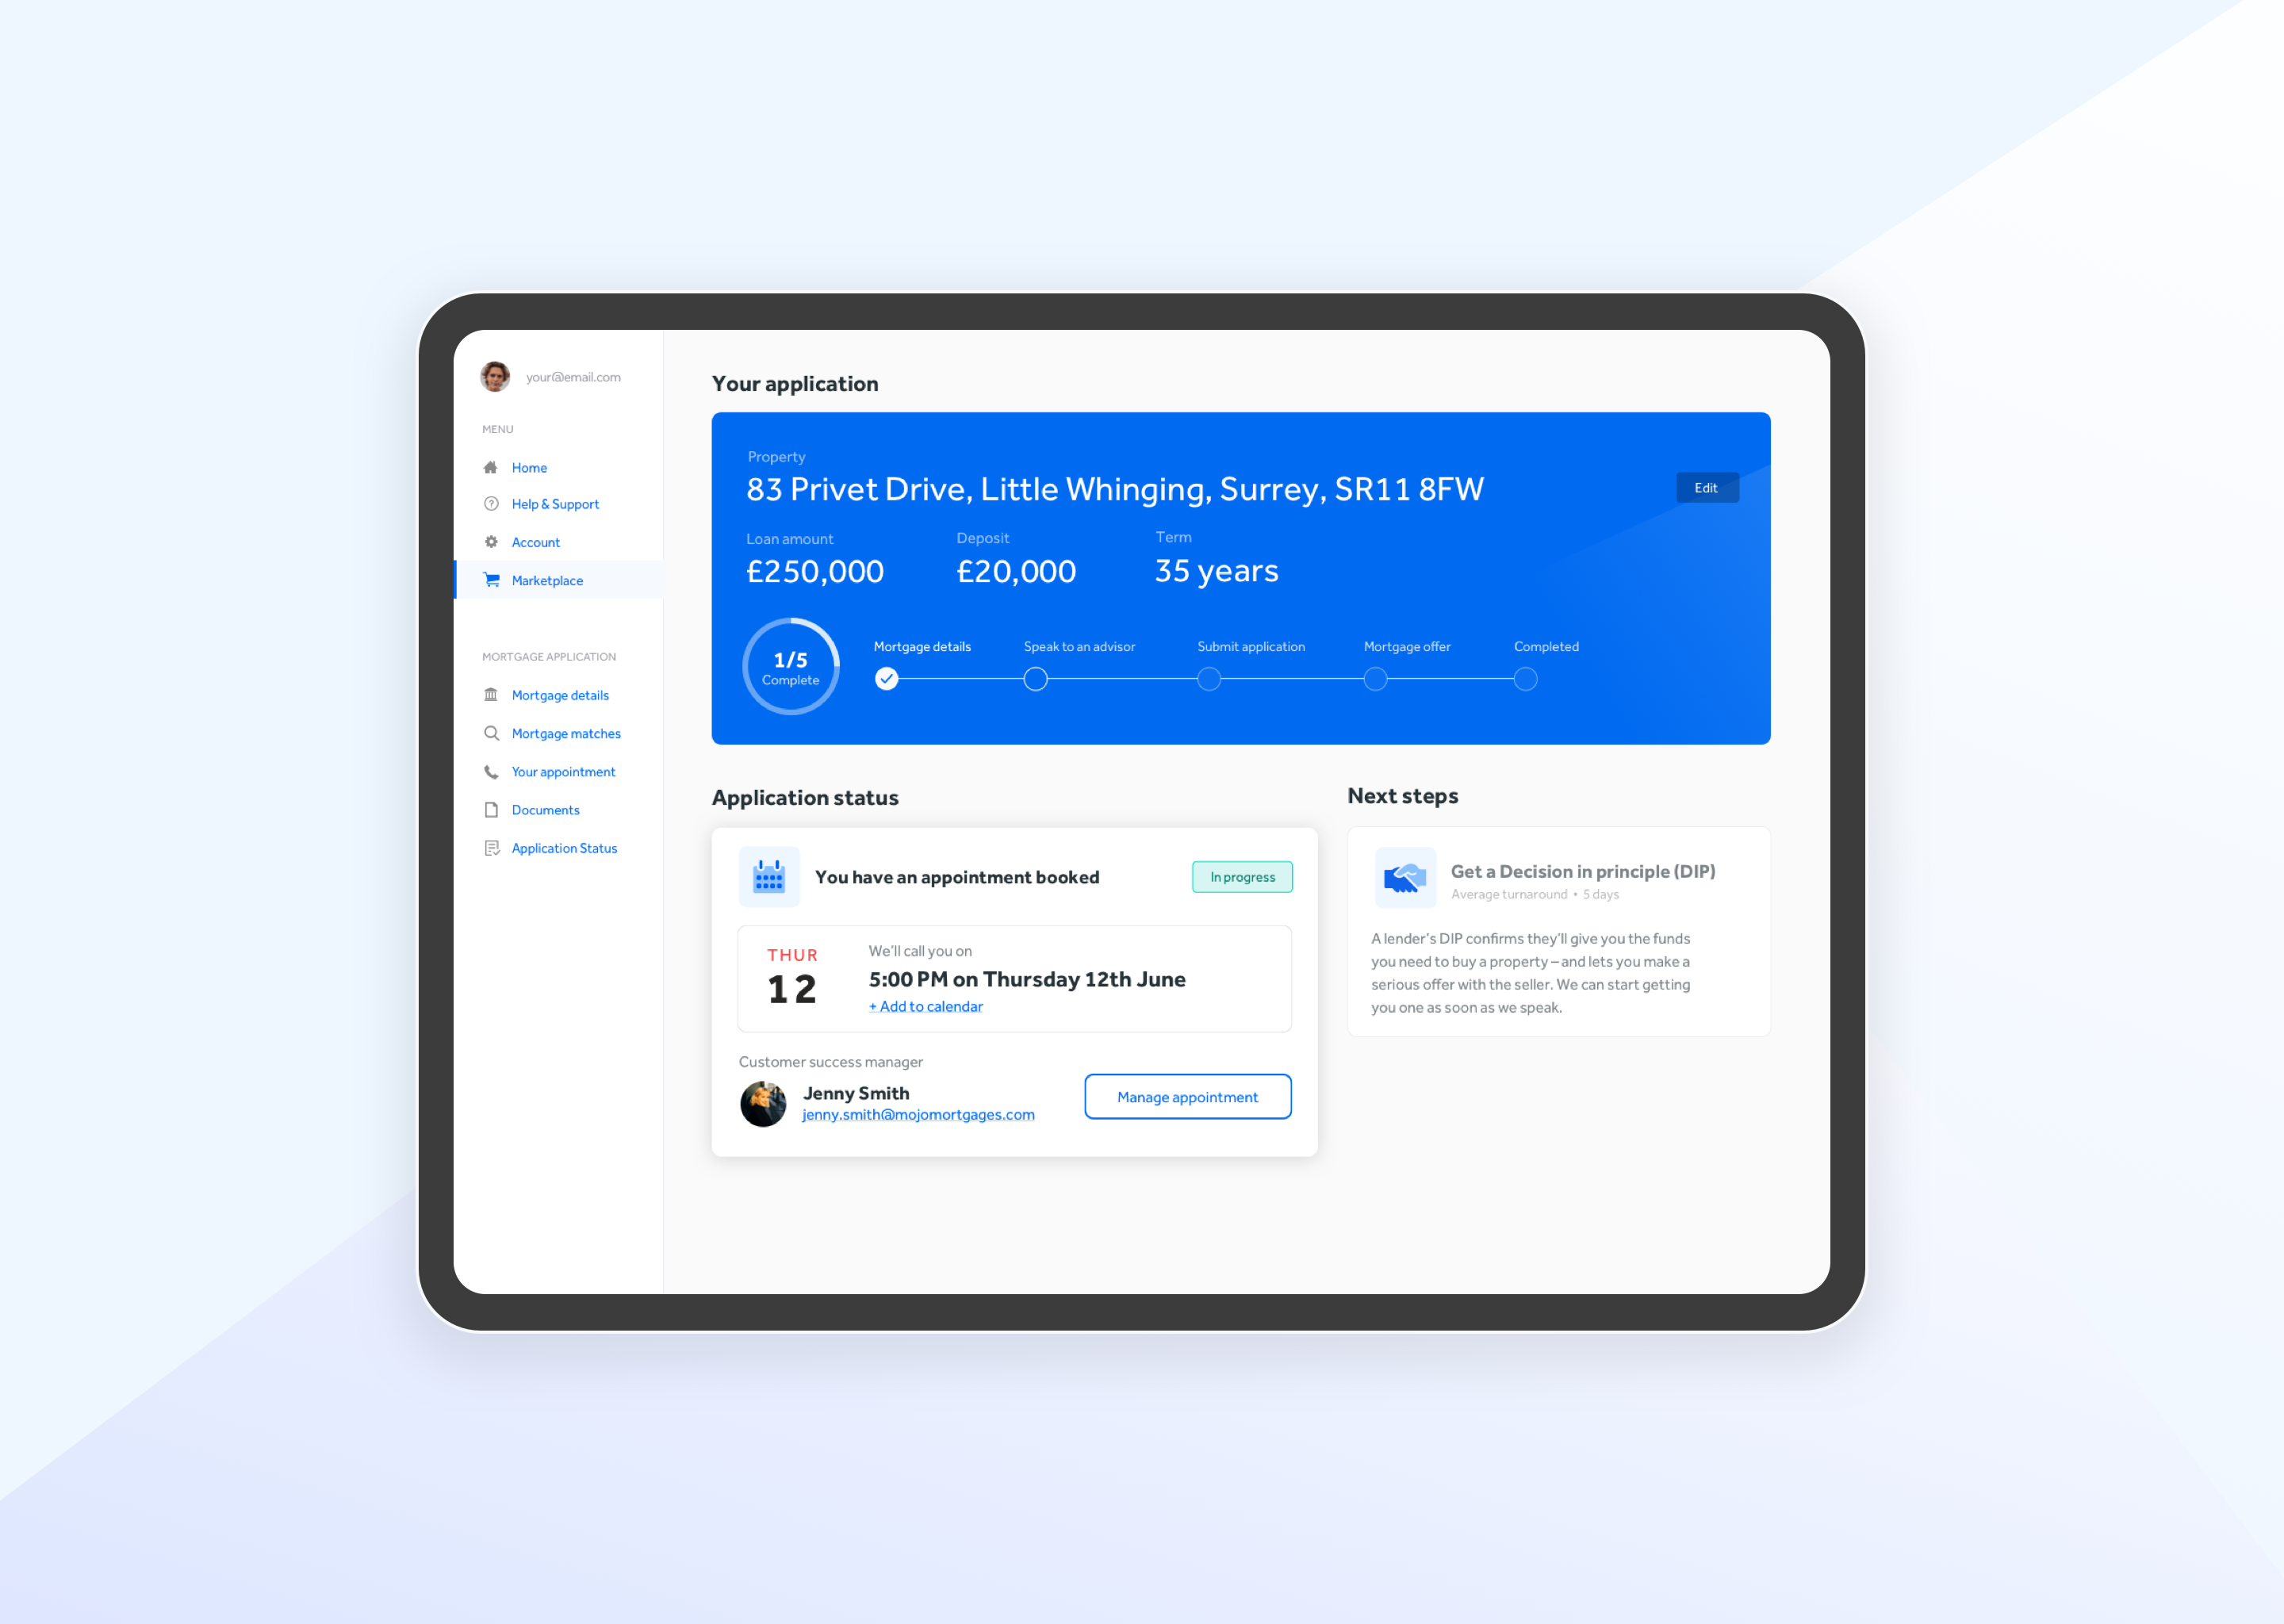 your@email.com
MENU
Home
Help & Support
Account
Marketplace
MORTGAGE APPLICATION
Mortgage details
Mortgage matches
Your appointment
Documents
Application Status
Your application
Property
83 Privet Drive, Little Whinging, Surrey, SR11 8FW
Edit
Loan amount
£250,000
Deposit
£20,000
Term
35 years
1/5
Complete
Mortgage details
Speak to an advisor
Submit application
Mortgage offer
Completed
Application status
You have an appointment booked
In progress
THUR
12
We'll call you on
5:00 PM on Thursday 12th June
+ Add to calendar
Customer success manager
Jenny Smith
jenny.smith@mojomortgages.com
Manage appointment
Next steps
Get a Decision in principle (DIP)
Average turnaround • 5 days
A lender's DIP confirms they'll give you the funds
you need to buy a property – and lets you make a
serious offer with the seller. We can start getting
you one as soon as we speak.